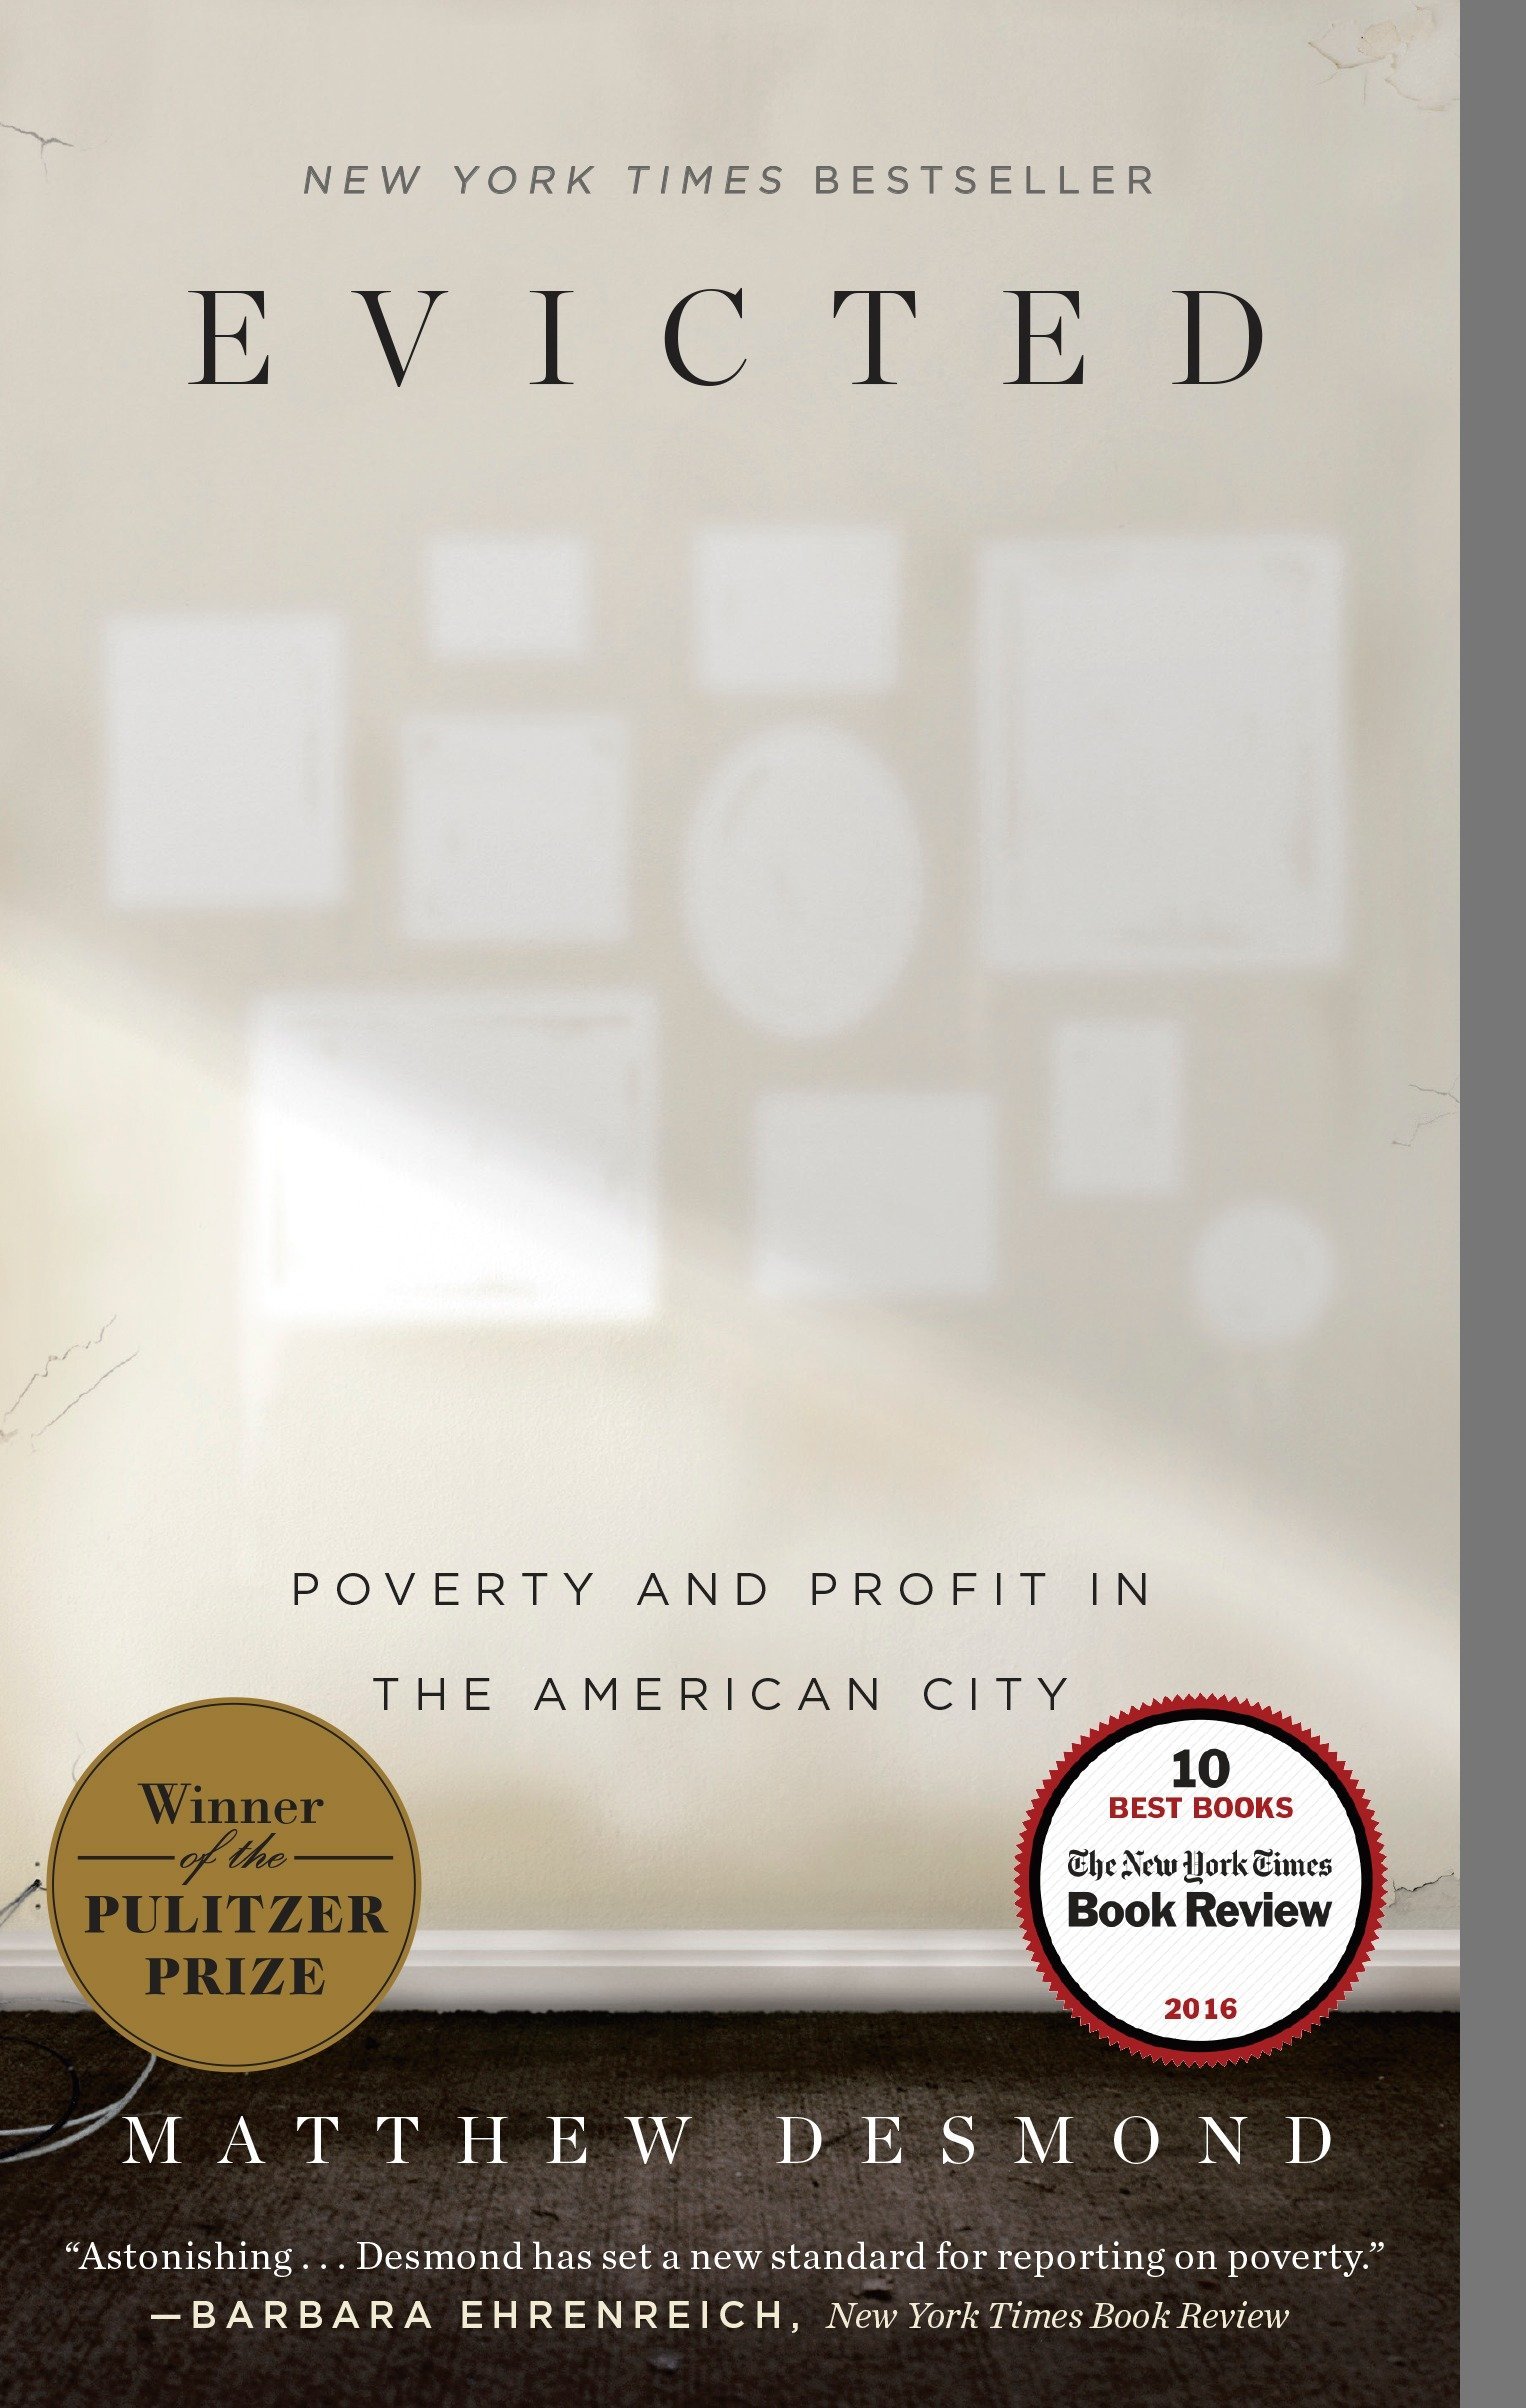 NEW YORK TIMES BESTSELLER
EVICTED
POVERTY AND PROFIT IN
THE AMERICAN CITY
Winner
of the
PULITZER
PRIZE
10
BEST BOOKS
The New York Times
Book Review
2016
MATTHEW DESMOND
“Astonishing . . . Desmond has set a new standard for reporting on poverty.”
—BARBARA EHRENREICH, New York Times Book Review